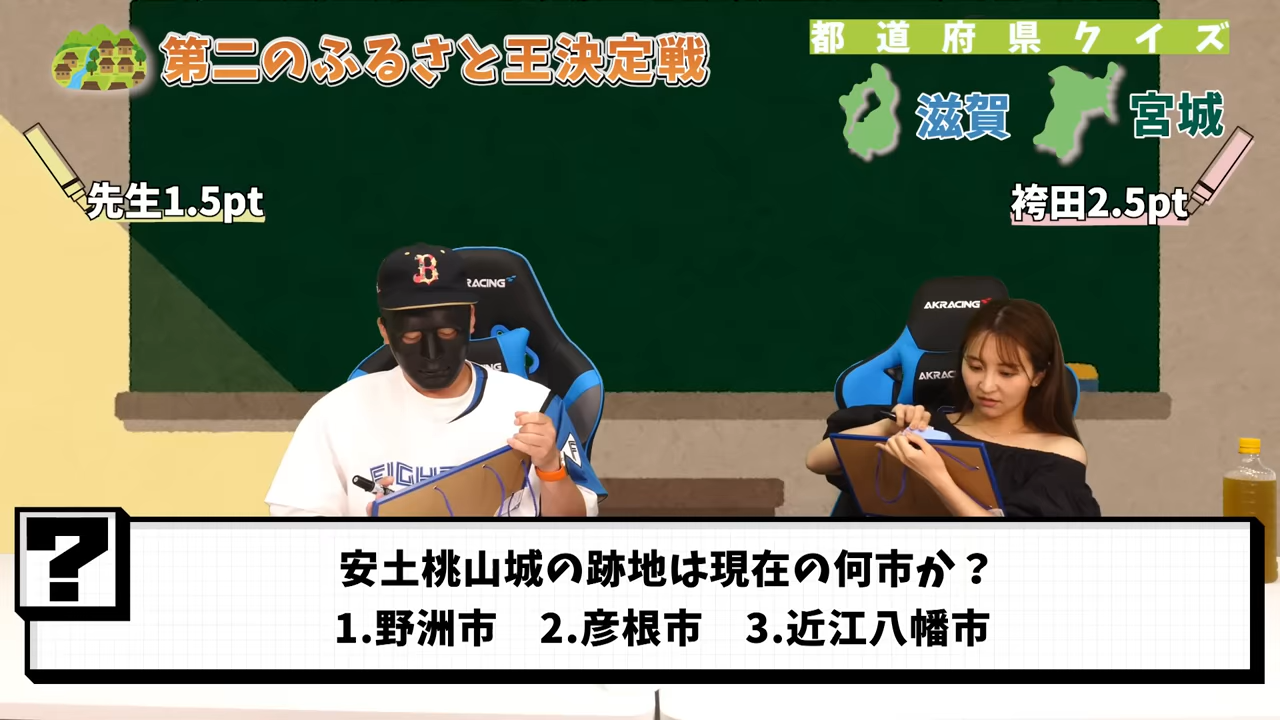 第二のふるさと王決定戦
都道府県クイズ
滋賀 宮城
先生1.5pt
袴田2.5pt
B
RACING
AKRACING
AKRAC
FIGH
?
安土桃山城の跡地は現在の何市か？
1.野洲市 2.彦根市 3.近江八幡市